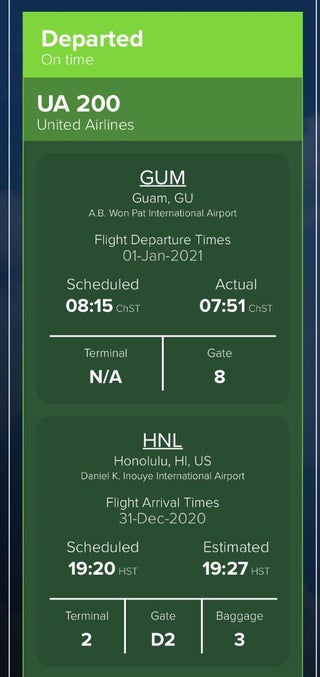 Departed
On time
UA 200
United Airlines
GUM
Guam, GU
A.B. Won Pat International Airport
Flight Departure Times
01-Jan-2021
Scheduled Actual
08:15 ChST 07:51 ChST
Terminal Gate
N/A 8
HNL
Honolulu, HI, US
Daniel K. Inouye International Airport
Flight Arrival Times
31-Dec-2020
Scheduled Estimated
19:20 HST 19:27 HST
Terminal Gate Baggage
2 D2 3